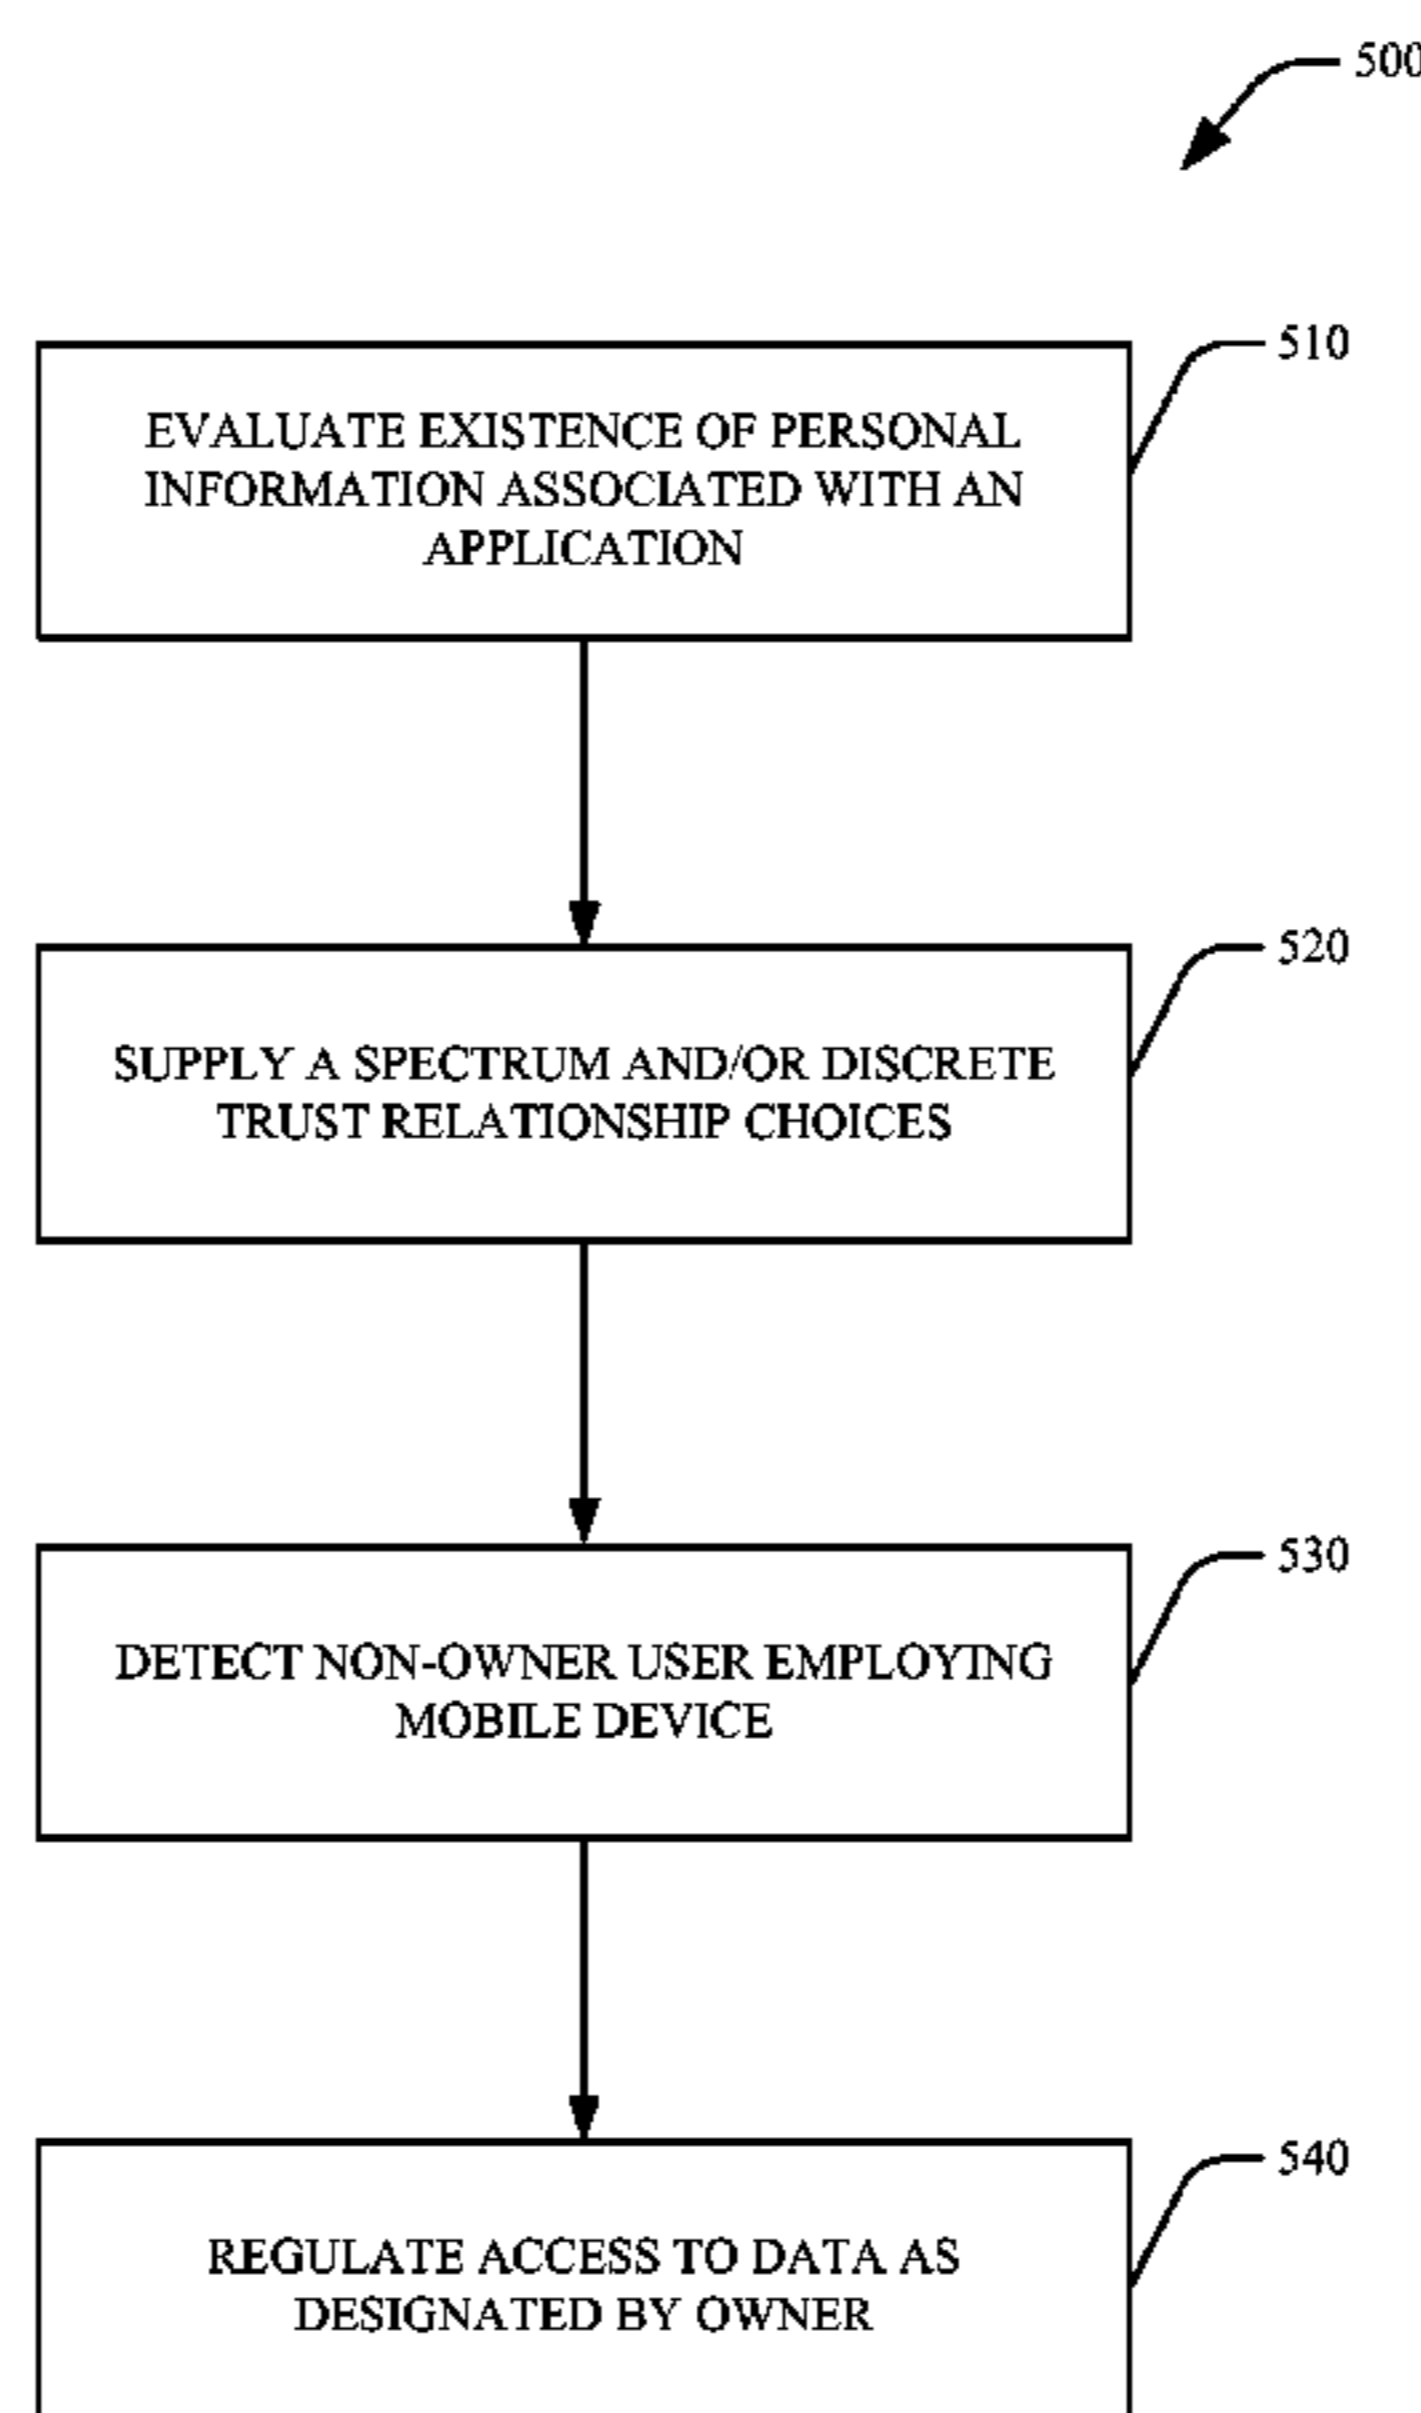 500
510
EVALUATE EXISTENCE OF PERSONAL
INFORMATION ASSOCIATED WITH AN
APPLICATION
520
SUPPLY A SPECTRUM AND/OR DISCRETE
TRUST RELATIONSHIP CHOICES
530
DETECT NON-OWNER USER EMPLOYING
MOBILE DEVICE
540
REGULATE ACCESS TO DATA AS
DESIGNATED BY OWNER